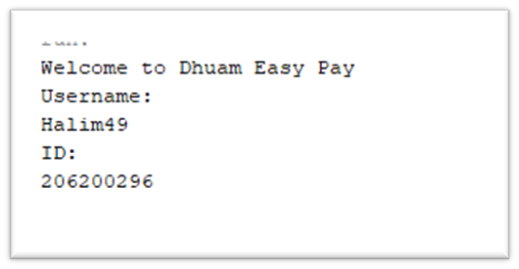 Welcome to Dhuam Easy Pay
Username:
Halim49
ID:
206200296